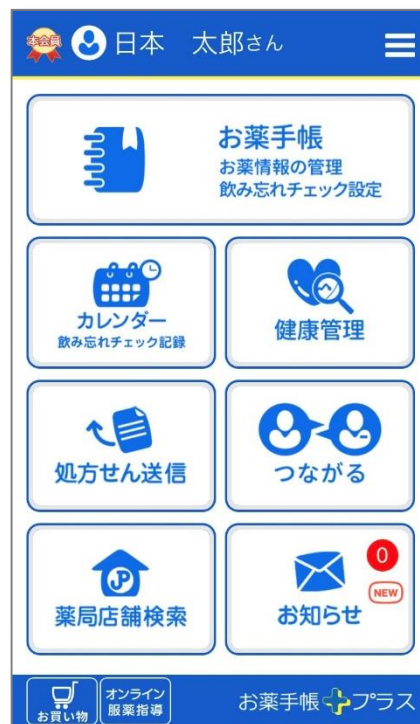 本会員
日本 太郎さん
お薬手帳
お薬情報の管理
飲み忘れチェック設定
カレンダー
飲み忘れチェック記録
健康管理
処方せん送信
つながる
JP
薬局店舗検索
0
NEW
お知らせ
お買い物
オンライン
服薬指導
お薬手帳プラス